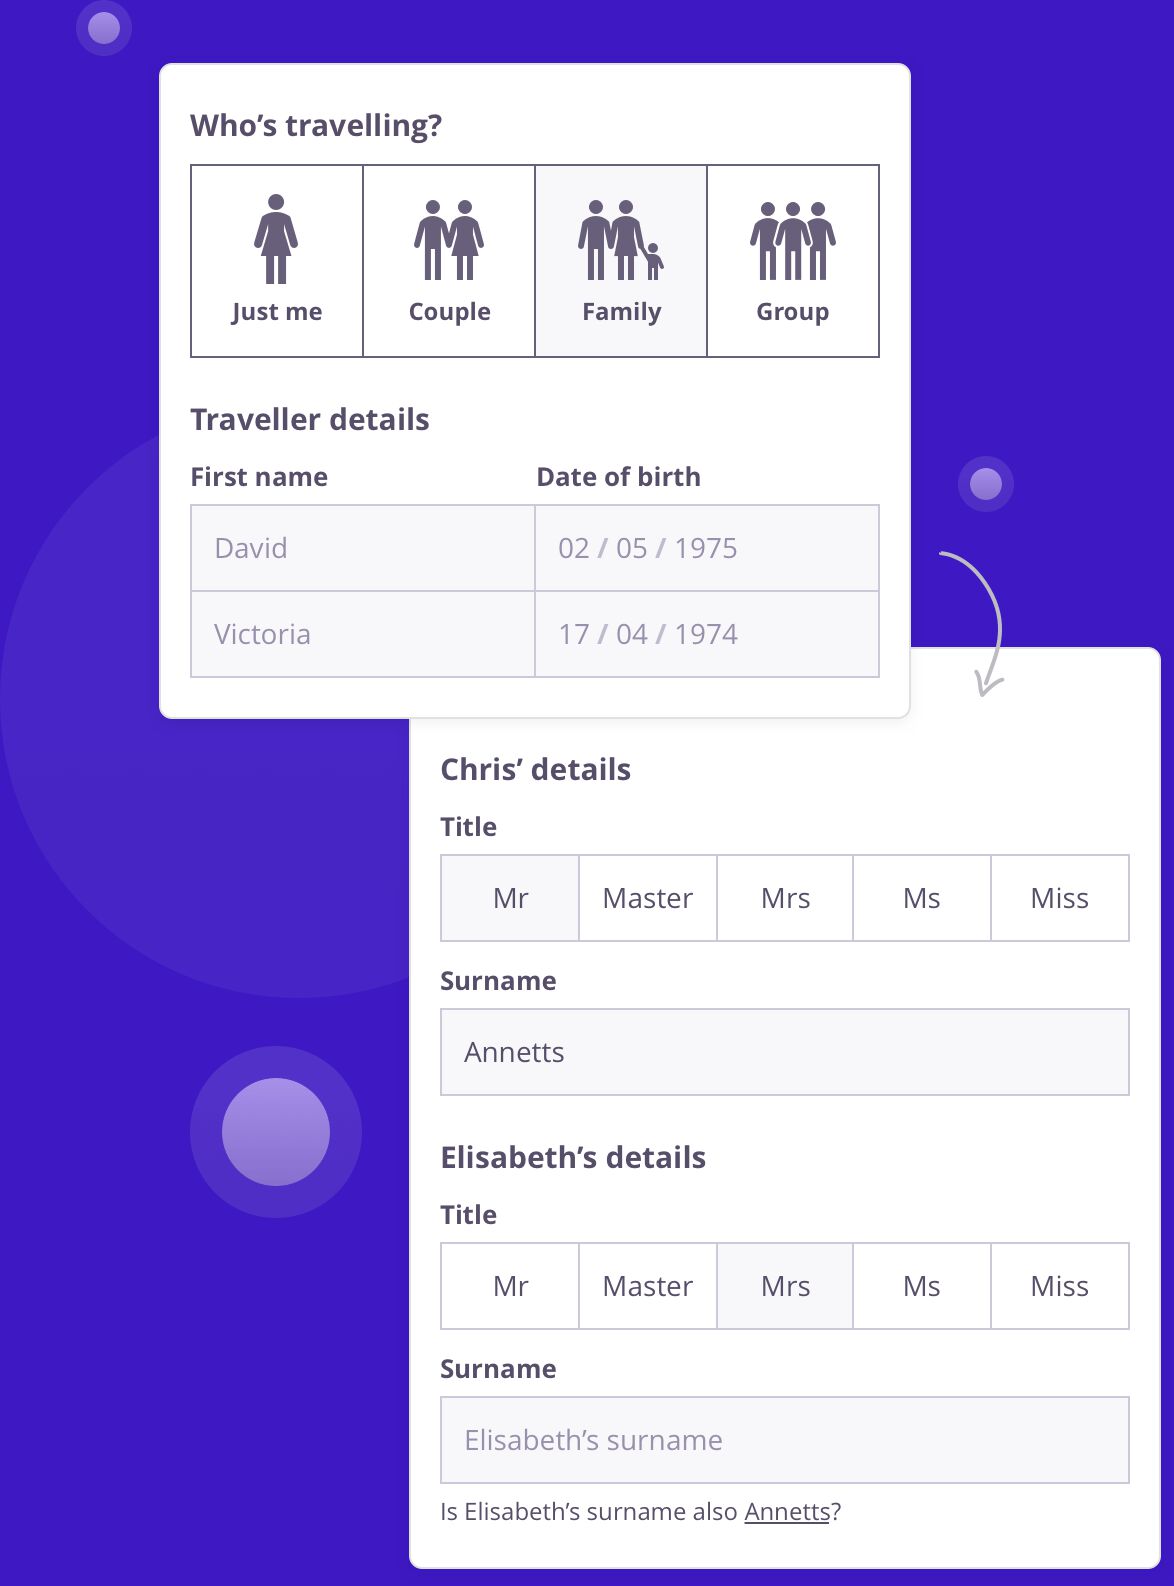 Who’s travelling?
Just me Couple Family Group
Traveller details
First name Date of birth
David 02 / 05 / 1975
Victoria 17 / 04 / 1974
Chris’ details
Title
Mr Master Mrs Ms Miss
Surname
Annetts
Elisabeth’s details
Title
Mr Master Mrs Ms Miss
Surname
Elisabeth’s surname
Is Elisabeth’s surname also Annetts?